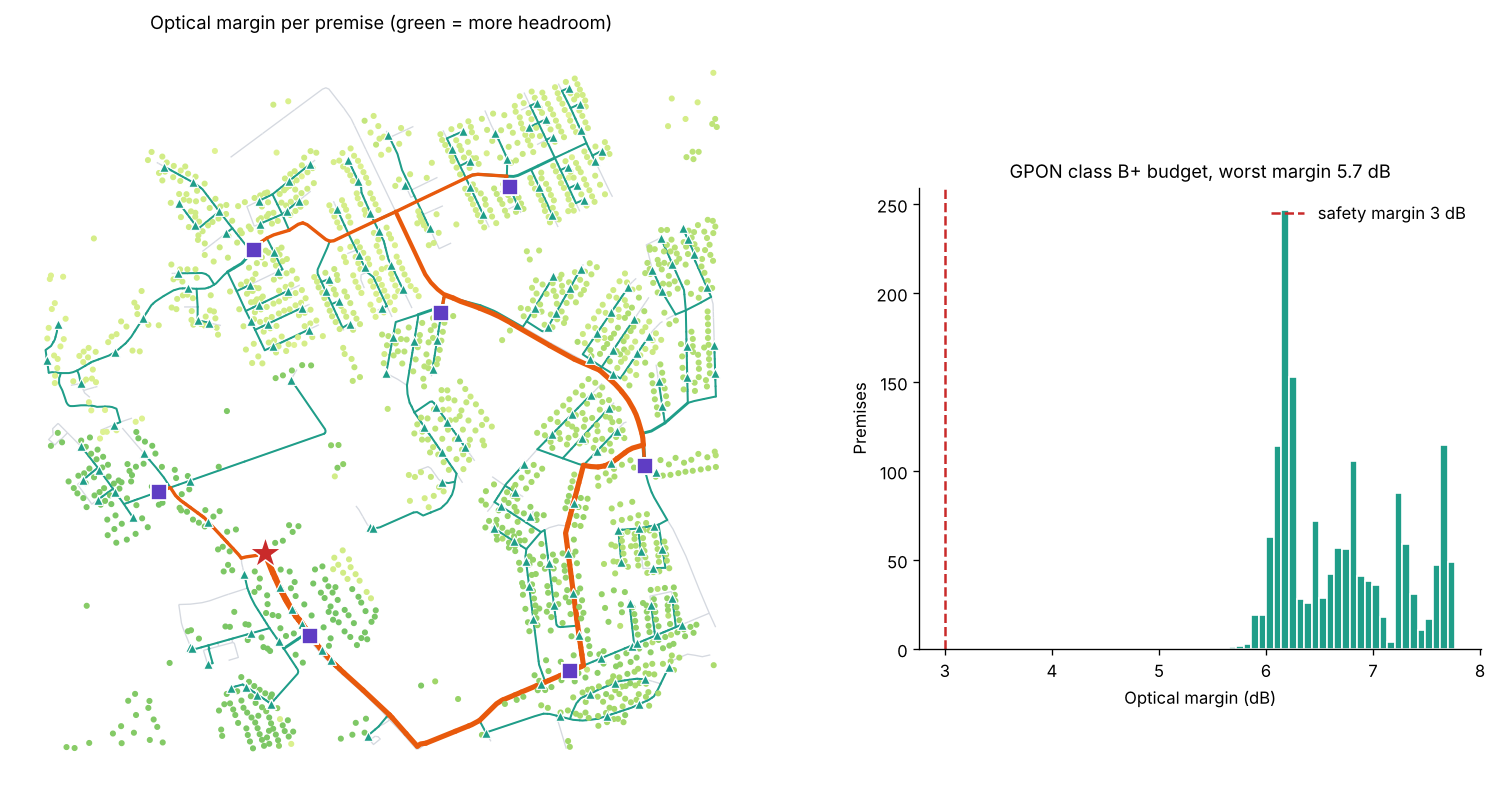 Optical margin per premise (green = more headroom)
GPON class B+ budget, worst margin 5.7 dB
safety margin 3 dB
Premises
250
200
150
100
50
0
3 4 5 6 7 8
Optical margin (dB)